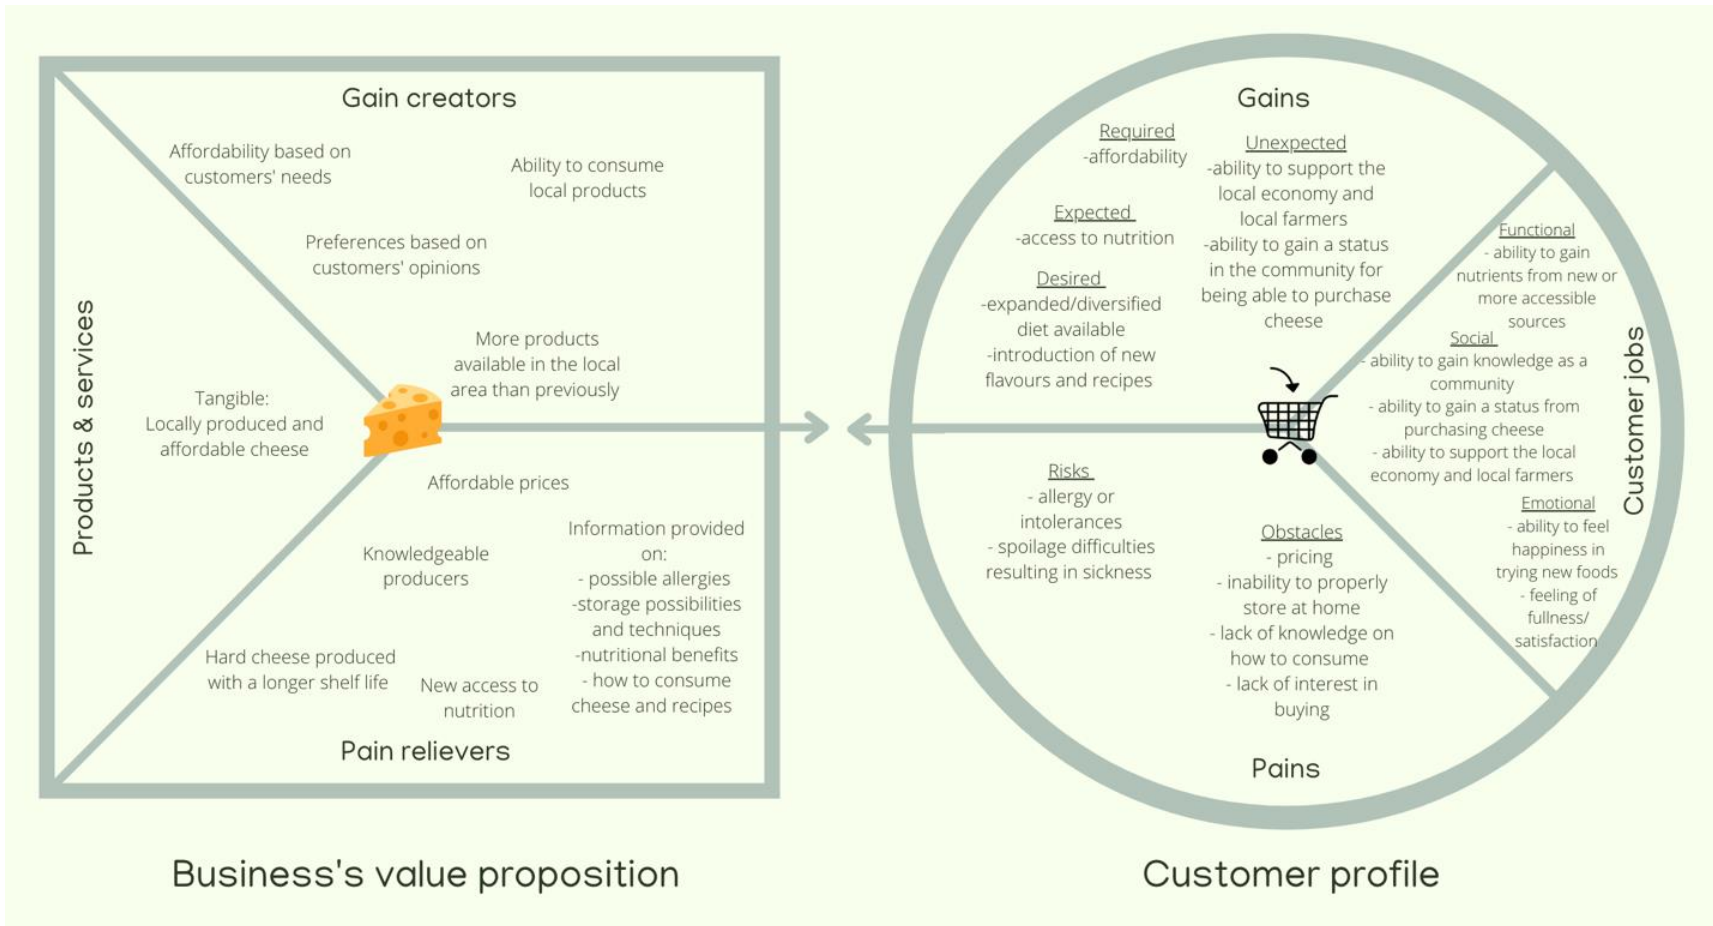 Gain creators
Affordability based on
customers' needs
Ability to consume
local products
Preferences based on
customers' opinions
More products
available in the local
area than previously
Products & services
Tangible:
Locally produced and
affordable cheese
Affordable prices
Knowledgeable
producers
Information provided
on:
- possible allergies
-storage possibilities
and techniques
-nutritional benefits
- how to consume
cheese and recipes
Hard cheese produced
with a longer shelf life
New access to
nutrition
Pain relievers
Business's value proposition
Gains
Required
-affordability
Expected
-access to nutrition
Desired
-expanded/diversified
diet available
-introduction of new
flavours and recipes
Unexpected
-ability to support the
local economy and
local farmers
-ability to gain a status
in the community for
being able to purchase
cheese
Functional
- ability to gain
nutrients from new or
more accessible
sources
Social
- ability to gain knowledge as a
community
- ability to gain a status from
purchasing cheese
- ability to support the local
economy and local farmers
Emotional
- ability to feel
happiness in
trying new foods
- feeling of
fullness/
satisfaction
Customer jobs
Risks
- allergy or
intolerances
- spoilage difficulties
resulting in sickness
Obstacles
- pricing
- inability to properly
store at home
- lack of knowledge on
how to consume
- lack of interest in
buying
Pains
Customer profile